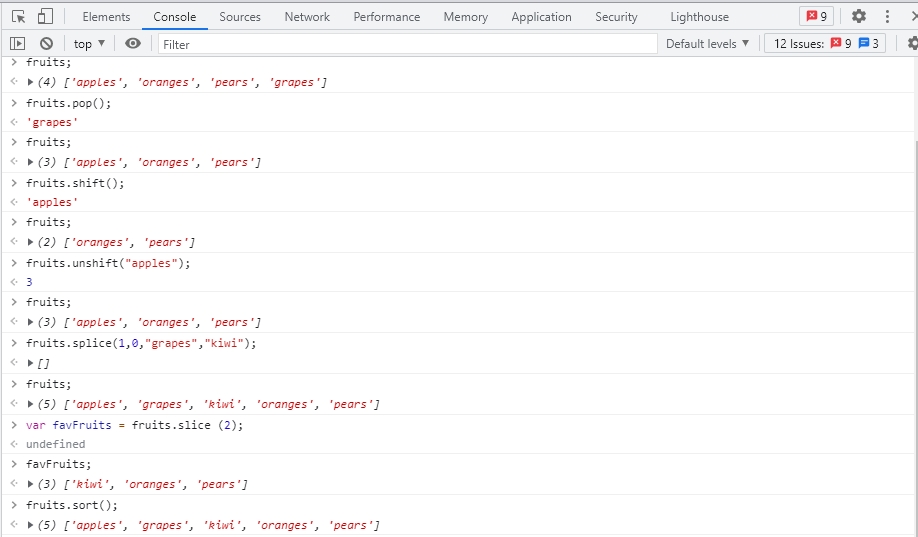 Elements Console Sources Network Performance Memory Application Security Lighthouse 9
top Filter Default levels 12 Issues: 9 3
fruits;
(4) ['apples', 'oranges', 'pears', 'grapes']
fruits.pop();
'grapes'
fruits;
(3) ['apples', 'oranges', 'pears']
fruits.shift();
'apples'
fruits;
(2) ['oranges', 'pears']
fruits.unshift("apples");
3
fruits;
(3) ['apples', 'oranges', 'pears']
fruits.splice(1,0,"grapes","kiwi");
[]
fruits;
(5) ['apples', 'grapes', 'kiwi', 'oranges', 'pears']
var favFruits = fruits.slice (2);
undefined
favFruits;
(3) ['kiwi', 'oranges', 'pears']
fruits.sort();
(5) ['apples', 'grapes', 'kiwi', 'oranges', 'pears']